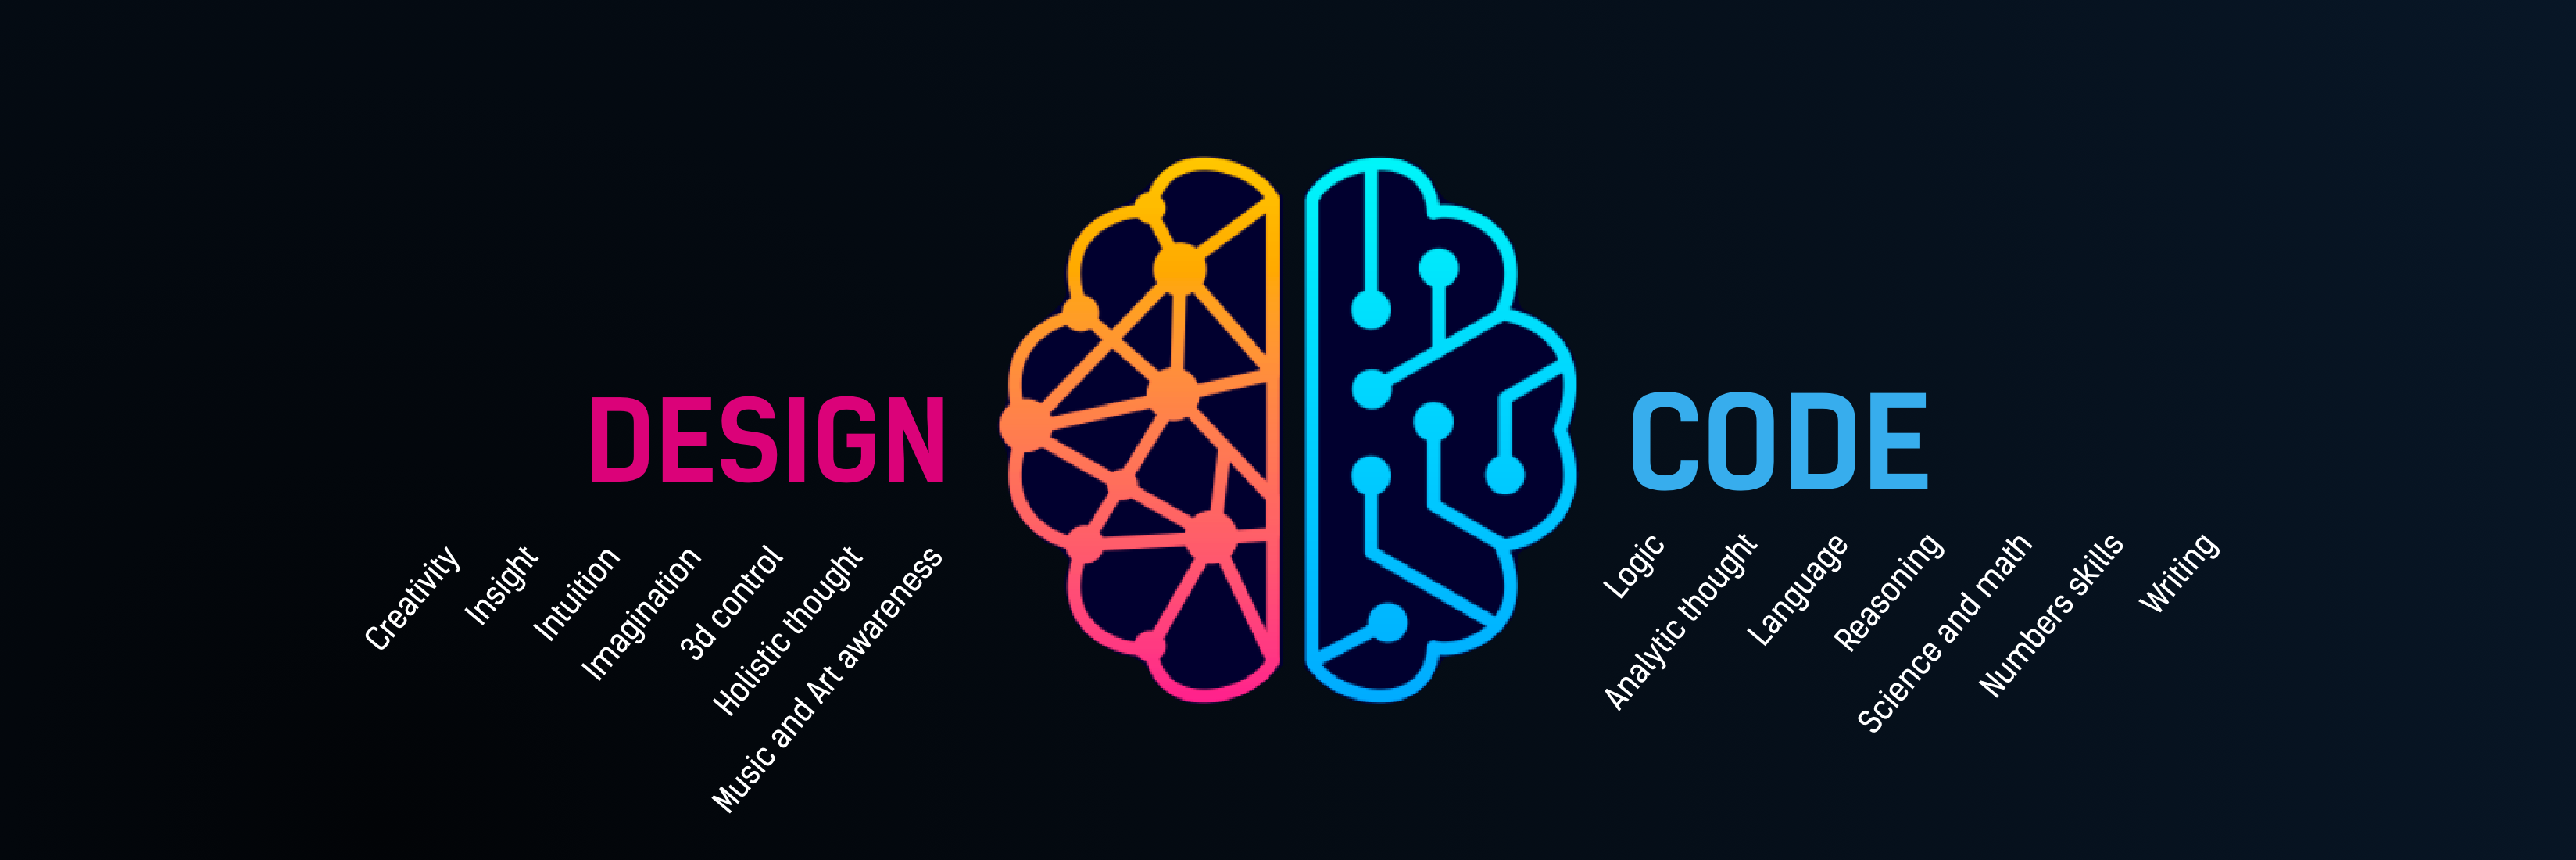 DESIGN
Creativity
Insight
Intuition
Imagination
3d control
Holistic thought
Music and Art awareness
CODE
Logic
Analytic thought
Language
Reasoning
Science and math
Numbers skills
Writing